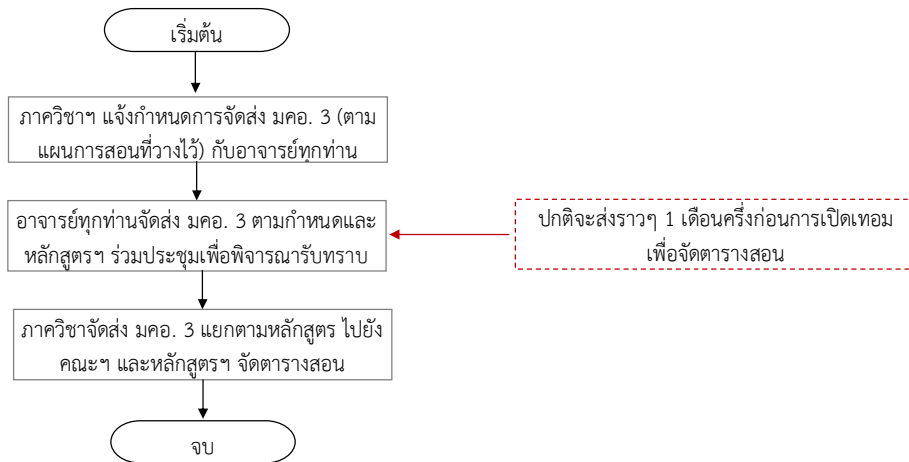 เริ่มต้น
ภาควิชาฯ แจ้งกำหนดการจัดส่ง มคอ. 3 (ตาม
แผนการสอนที่วางไว้) กับอาจารย์ทุกท่าน
อาจารย์ทุกท่านจัดส่ง มคอ. 3 ตามกำหนดและ
หลักสูตรฯ ร่วมประชุมเพื่อพิจารณารับทราบ
ปกติจะส่งราวๆ 1 เดือนครึ่งก่อนการเปิดเทอม
เพื่อจัดตารางสอน
ภาควิชาจัดส่ง มคอ. 3 แยกตามหลักสูตร ไปยัง
คณะฯ และหลักสูตรฯ จัดตารางสอน
จบ